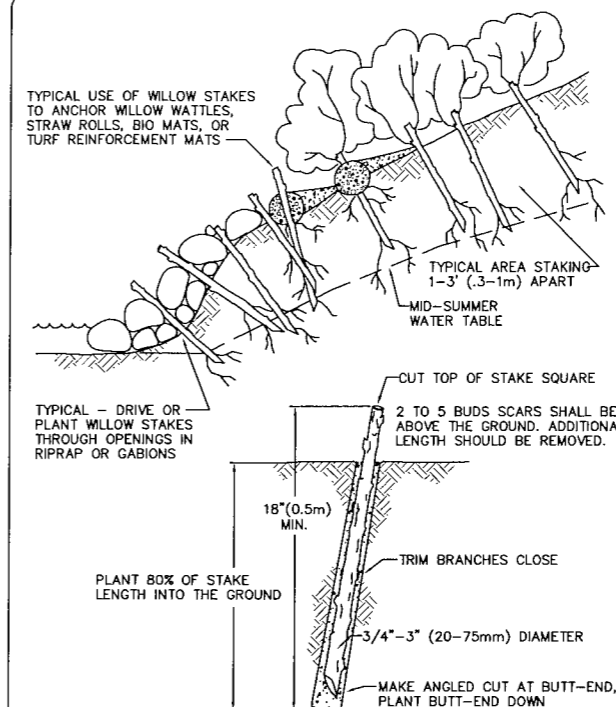 TYPICAL USE OF WILLOW STAKES
TO ANCHOR WILLOW WATTLES,
STRAW ROLLS, BIO MATS, OR
TURF REINFORCEMENT MATS
TYPICAL AREA STAKING
1-3' (.3-1m) APART
MID-SUMMER
WATER TABLE
TYPICAL - DRIVE OR
PLANT WILLOW STAKES
THROUGH OPENINGS IN
RIPRAP OR GABIONS
CUT TOP OF STAKE SQUARE
2 TO 5 BUDS SCARS SHALL BE
ABOVE THE GROUND. ADDITIONA
LENGTH SHOULD BE REMOVED.
18"(0.5m)
MIN.
PLANT 80% OF STAKE
LENGTH INTO THE GROUND
TRIM BRANCHES CLOSE
3/4"-3" (20-75mm) DIAMETER
MAKE ANGLED CUT AT BUTT-END,
PLANT BUTT-END DOWN